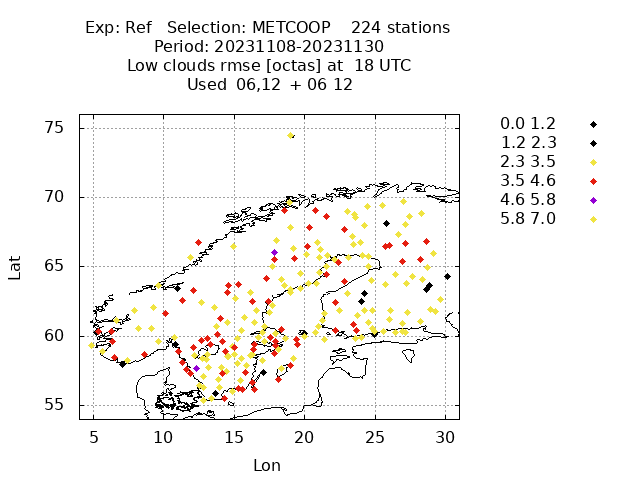 Exp: Ref   Selection: METCOOP    224 stations
Period: 20231108-20231130
Low clouds rmse [octas] at  18 UTC
Used  06,12  + 06 12
75
70
65
60
55
Lat
5 10 15 20 25 30
Lon
0.0 1.2
1.2 2.3
2.3 3.5
3.5 4.6
4.6 5.8
5.8 7.0